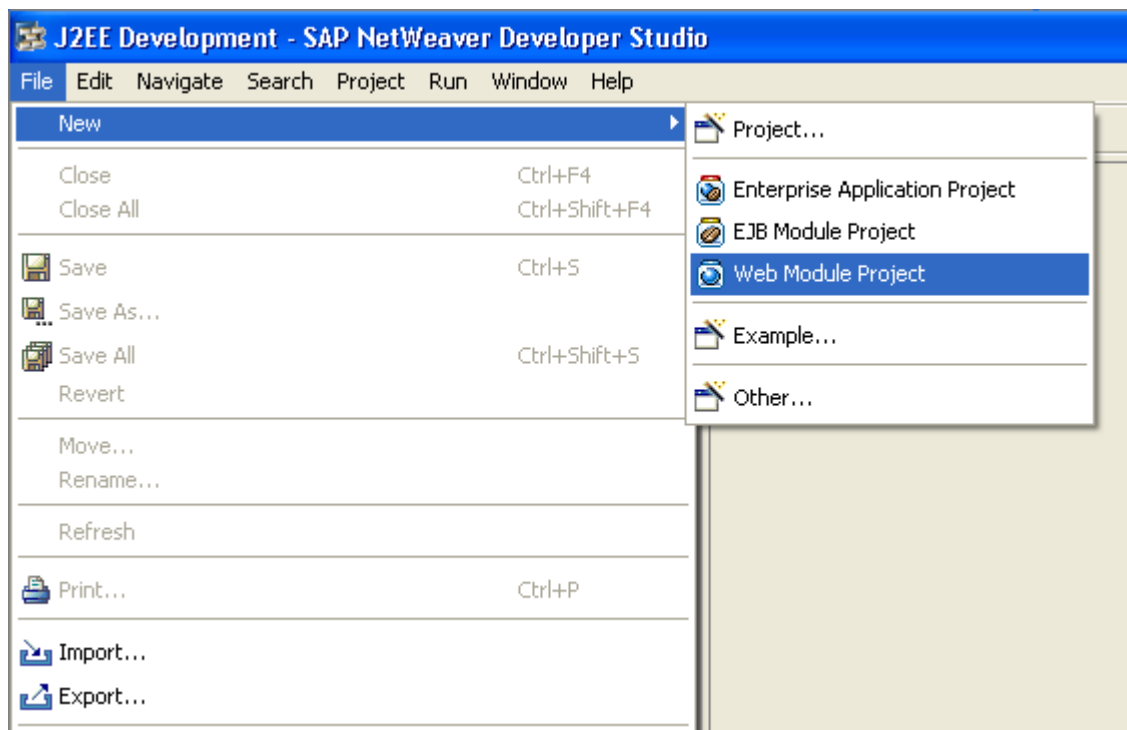 J2EE Development - SAP NetWeaver Developer Studio
File Edit Navigate Search Project Run Window Help
New
Project...
Close Ctrl+F4
Close All Ctrl+Shift+F4
Enterprise Application Project
EJB Module Project
Save Ctrl+S
Web Module Project
Save As...
Example...
Save All Ctrl+Shift+S
Revert
Other...
Move...
Rename...
Refresh
Print... Ctrl+P
Import...
Export...